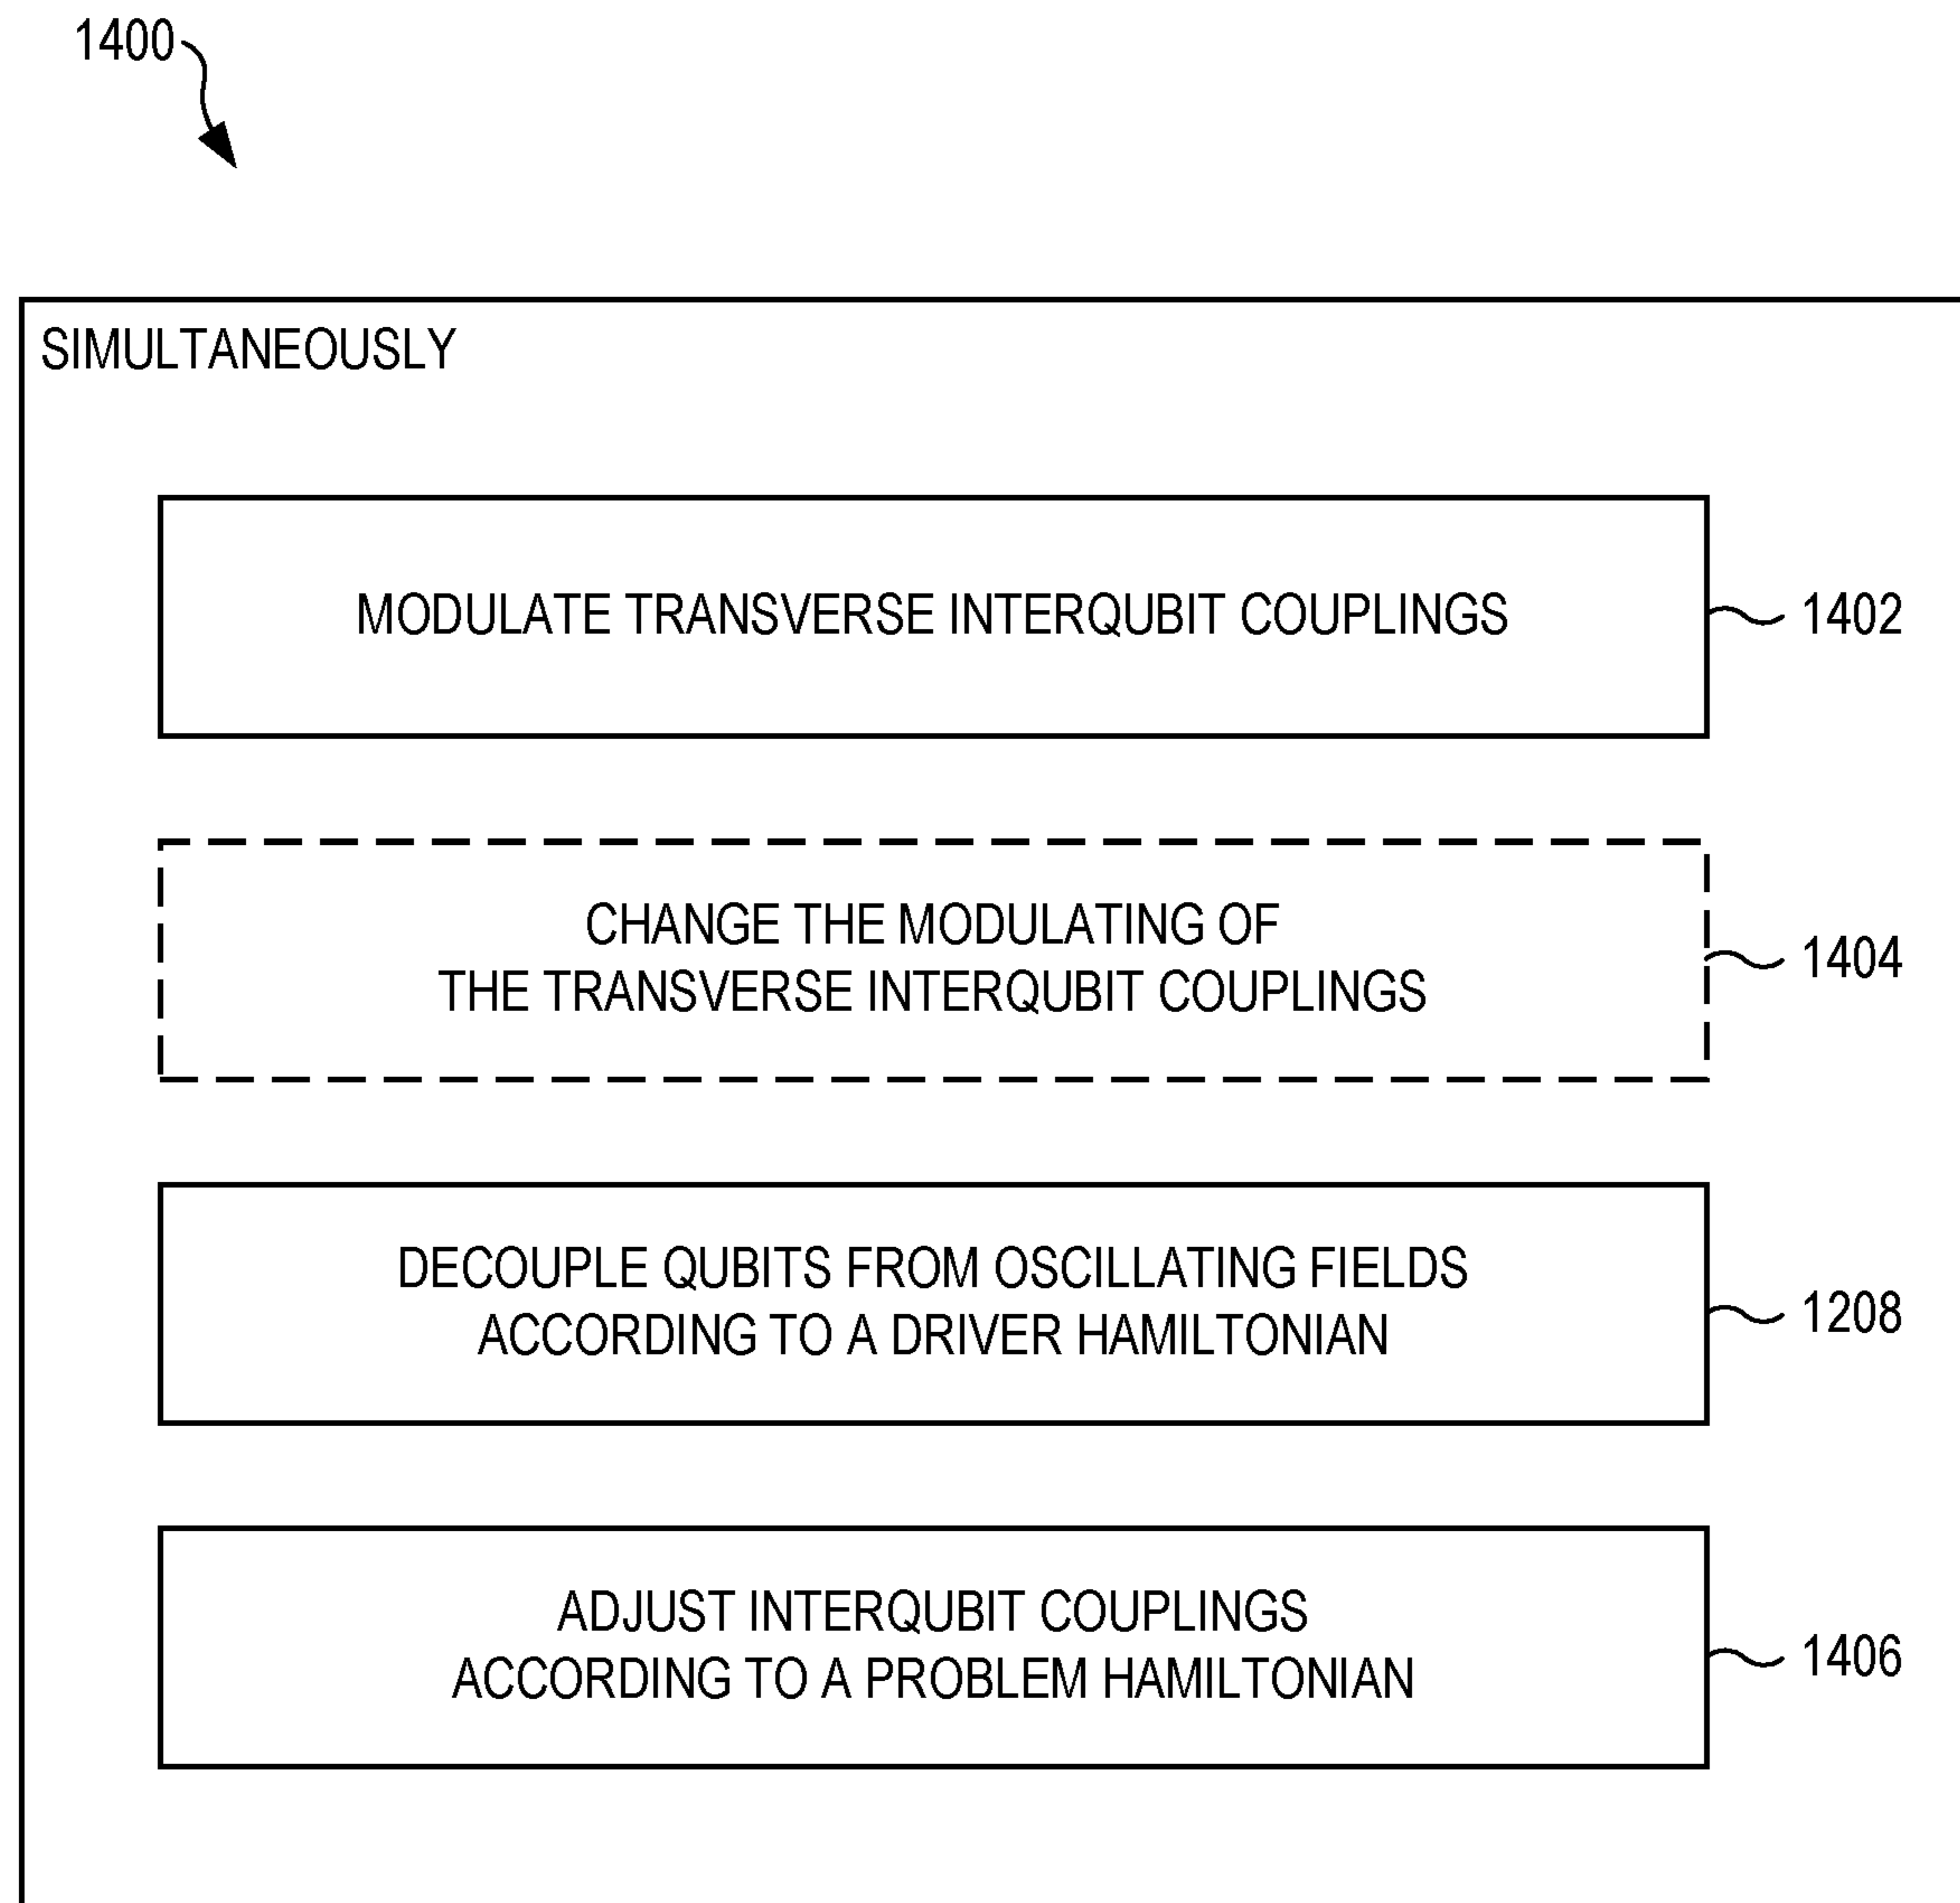 1400
SIMULTANEOUSLY
MODULATE TRANSVERSE INTERQUBIT COUPLINGS
1402
CHANGE THE MODULATING OF
THE TRANSVERSE INTERQUBIT COUPLINGS
1404
DECOUPLE QUBITS FROM OSCILLATING FIELDS
ACCORDING TO A DRIVER HAMILTONIAN
1208
ADJUST INTERQUBIT COUPLINGS
ACCORDING TO A PROBLEM HAMILTONIAN
1406